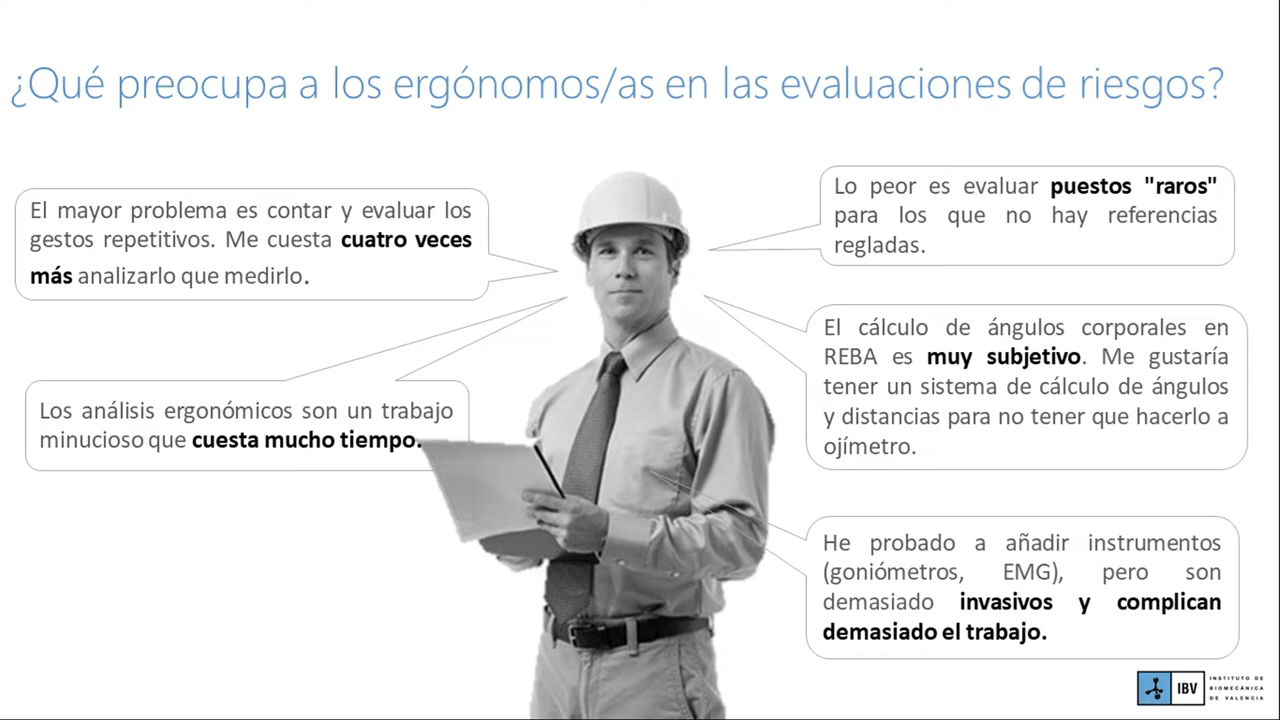 ¿Qué preocupa a los ergónomos/as en las evaluaciones de riesgos?
El mayor problema es contar y evaluar los
gestos repetitivos. Me cuesta cuatro veces
más analizarlo que medirlo.
Los análisis ergonómicos son un trabajo
minucioso que cuesta mucho tiempo.
Lo peor es evaluar puestos "raros"
para los que no hay referencias
regladas.
El cálculo de ángulos corporales en
REBA es muy subjetivo. Me gustaría
tener un sistema de cálculo de ángulos
y distancias para no tener que hacerlo a
ojímetro.
He probado a añadir instrumentos
(goniómetros, EMG), pero son
demasiado invasivos y complican
demasiado el trabajo.
IBV
INSTITUTO DE
BIOMECÁNICA
DE VALENCIA